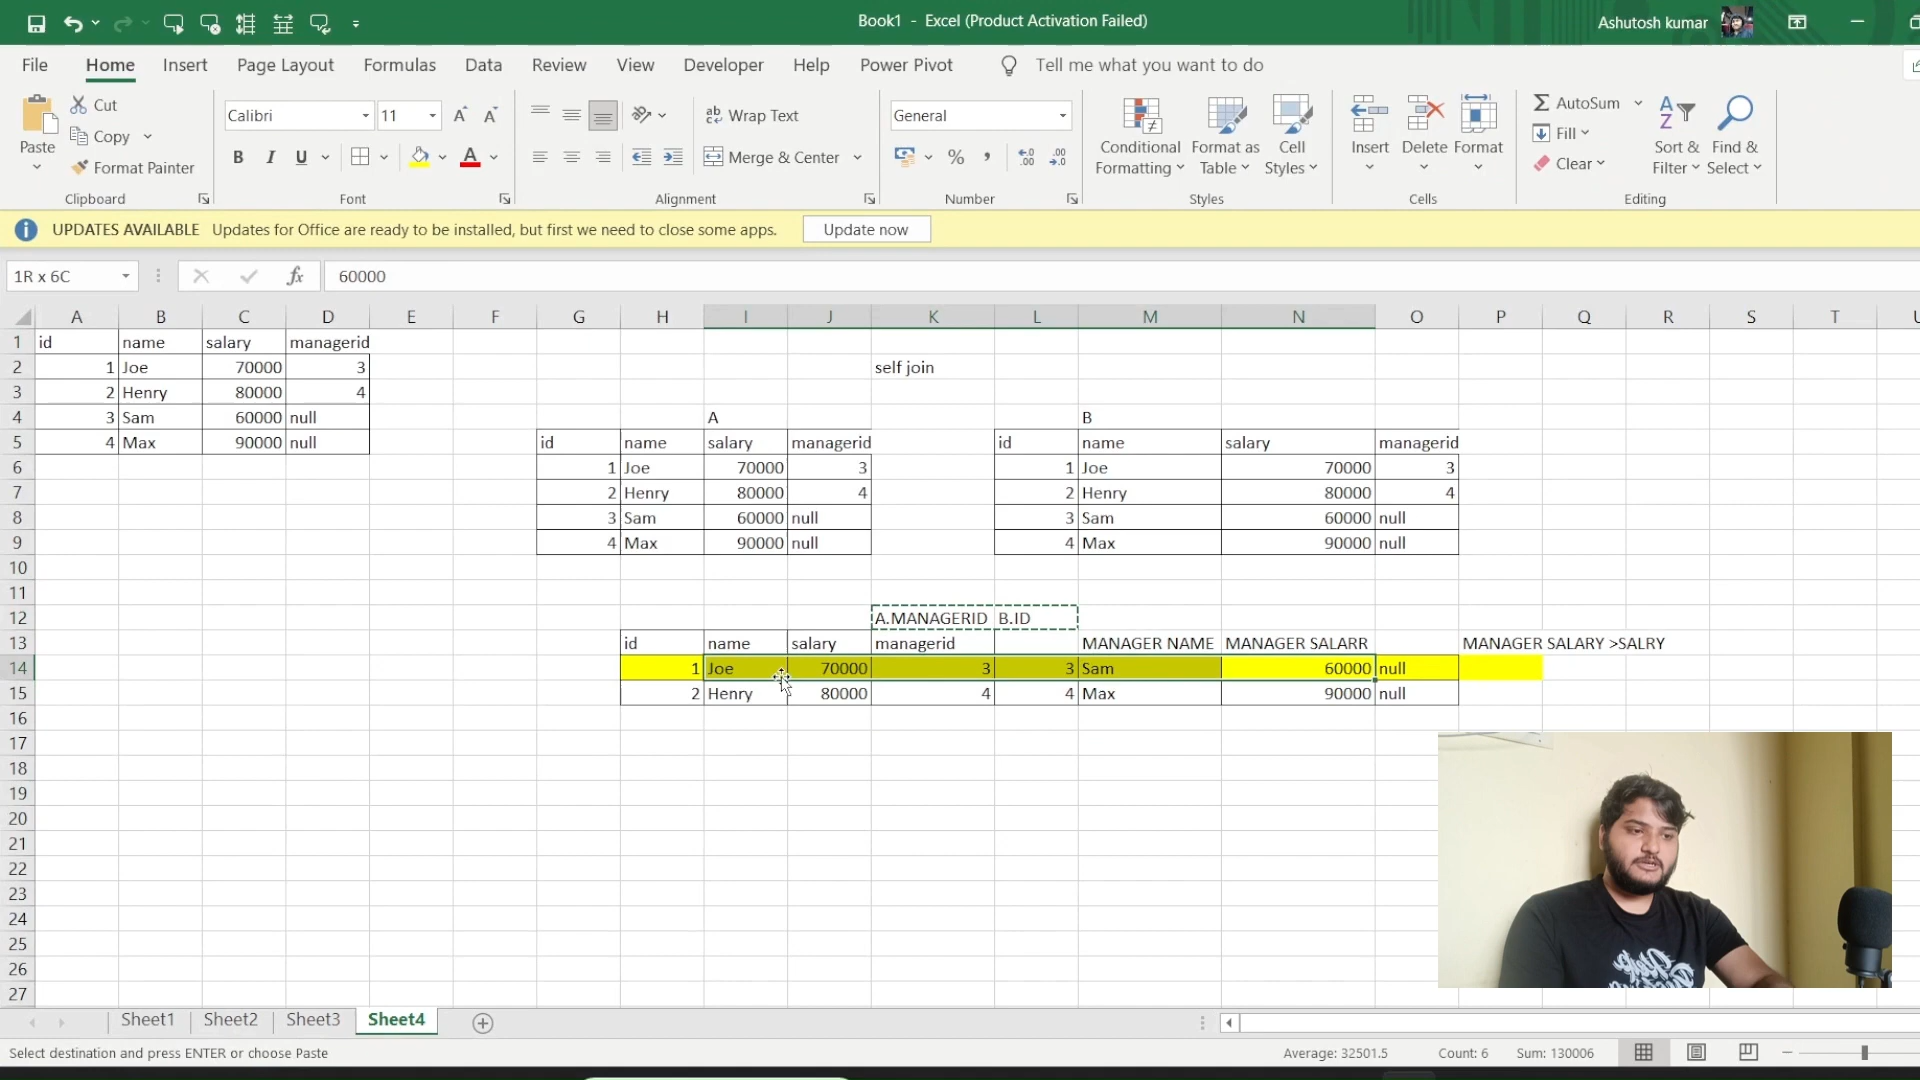 Book1 - Excel (Product Activation Failed)
Ashutosh kumar
File Home Insert Page Layout Formulas Data Review View Developer Help Power Pivot Tell me what you want to do
Paste
Cut
Copy
Format Painter
Clipboard
Calibri 11
B I U A
Font
Wrap Text
Merge & Center
Alignment
General
% ,
Number
Conditional Formatting
Format as Table
Cell Styles
Styles
Insert Delete Format
Cells
AutoSum
Fill
Clear
Sort & Filter
Find & Select
Editing
UPDATES AVAILABLE Updates for Office are ready to be installed, but first we need to close some apps. Update now
1R x 6C fx 60000
A B C D E F G H I J K L M N O P Q R S T U
1 id name salary managerid
2 1 Joe 70000 3 self join
3 2 Henry 80000 4
4 3 Sam 60000 null A B
5 4 Max 90000 null id name salary managerid id name salary managerid
6 1 Joe 70000 3 1 Joe 70000 3
7 2 Henry 80000 4 2 Henry 80000 4
8 3 Sam 60000 null 3 Sam 60000 null
9 4 Max 90000 null 4 Max 90000 null
10
11
12 A.MANAGERID B.ID
13 id name salary managerid MANAGER NAME MANAGER SALARR MANAGER SALARY >SALRY
14 1 Joe 70000 3 3 Sam 60000 null
15 2 Henry 80000 4 4 Max 90000 null
16
17
18
19
20
21
22
23
24
25
26
27
Sheet1 Sheet2 Sheet3 Sheet4
Select destination and press ENTER or choose Paste Average: 32501.5 Count: 6 Sum: 130006